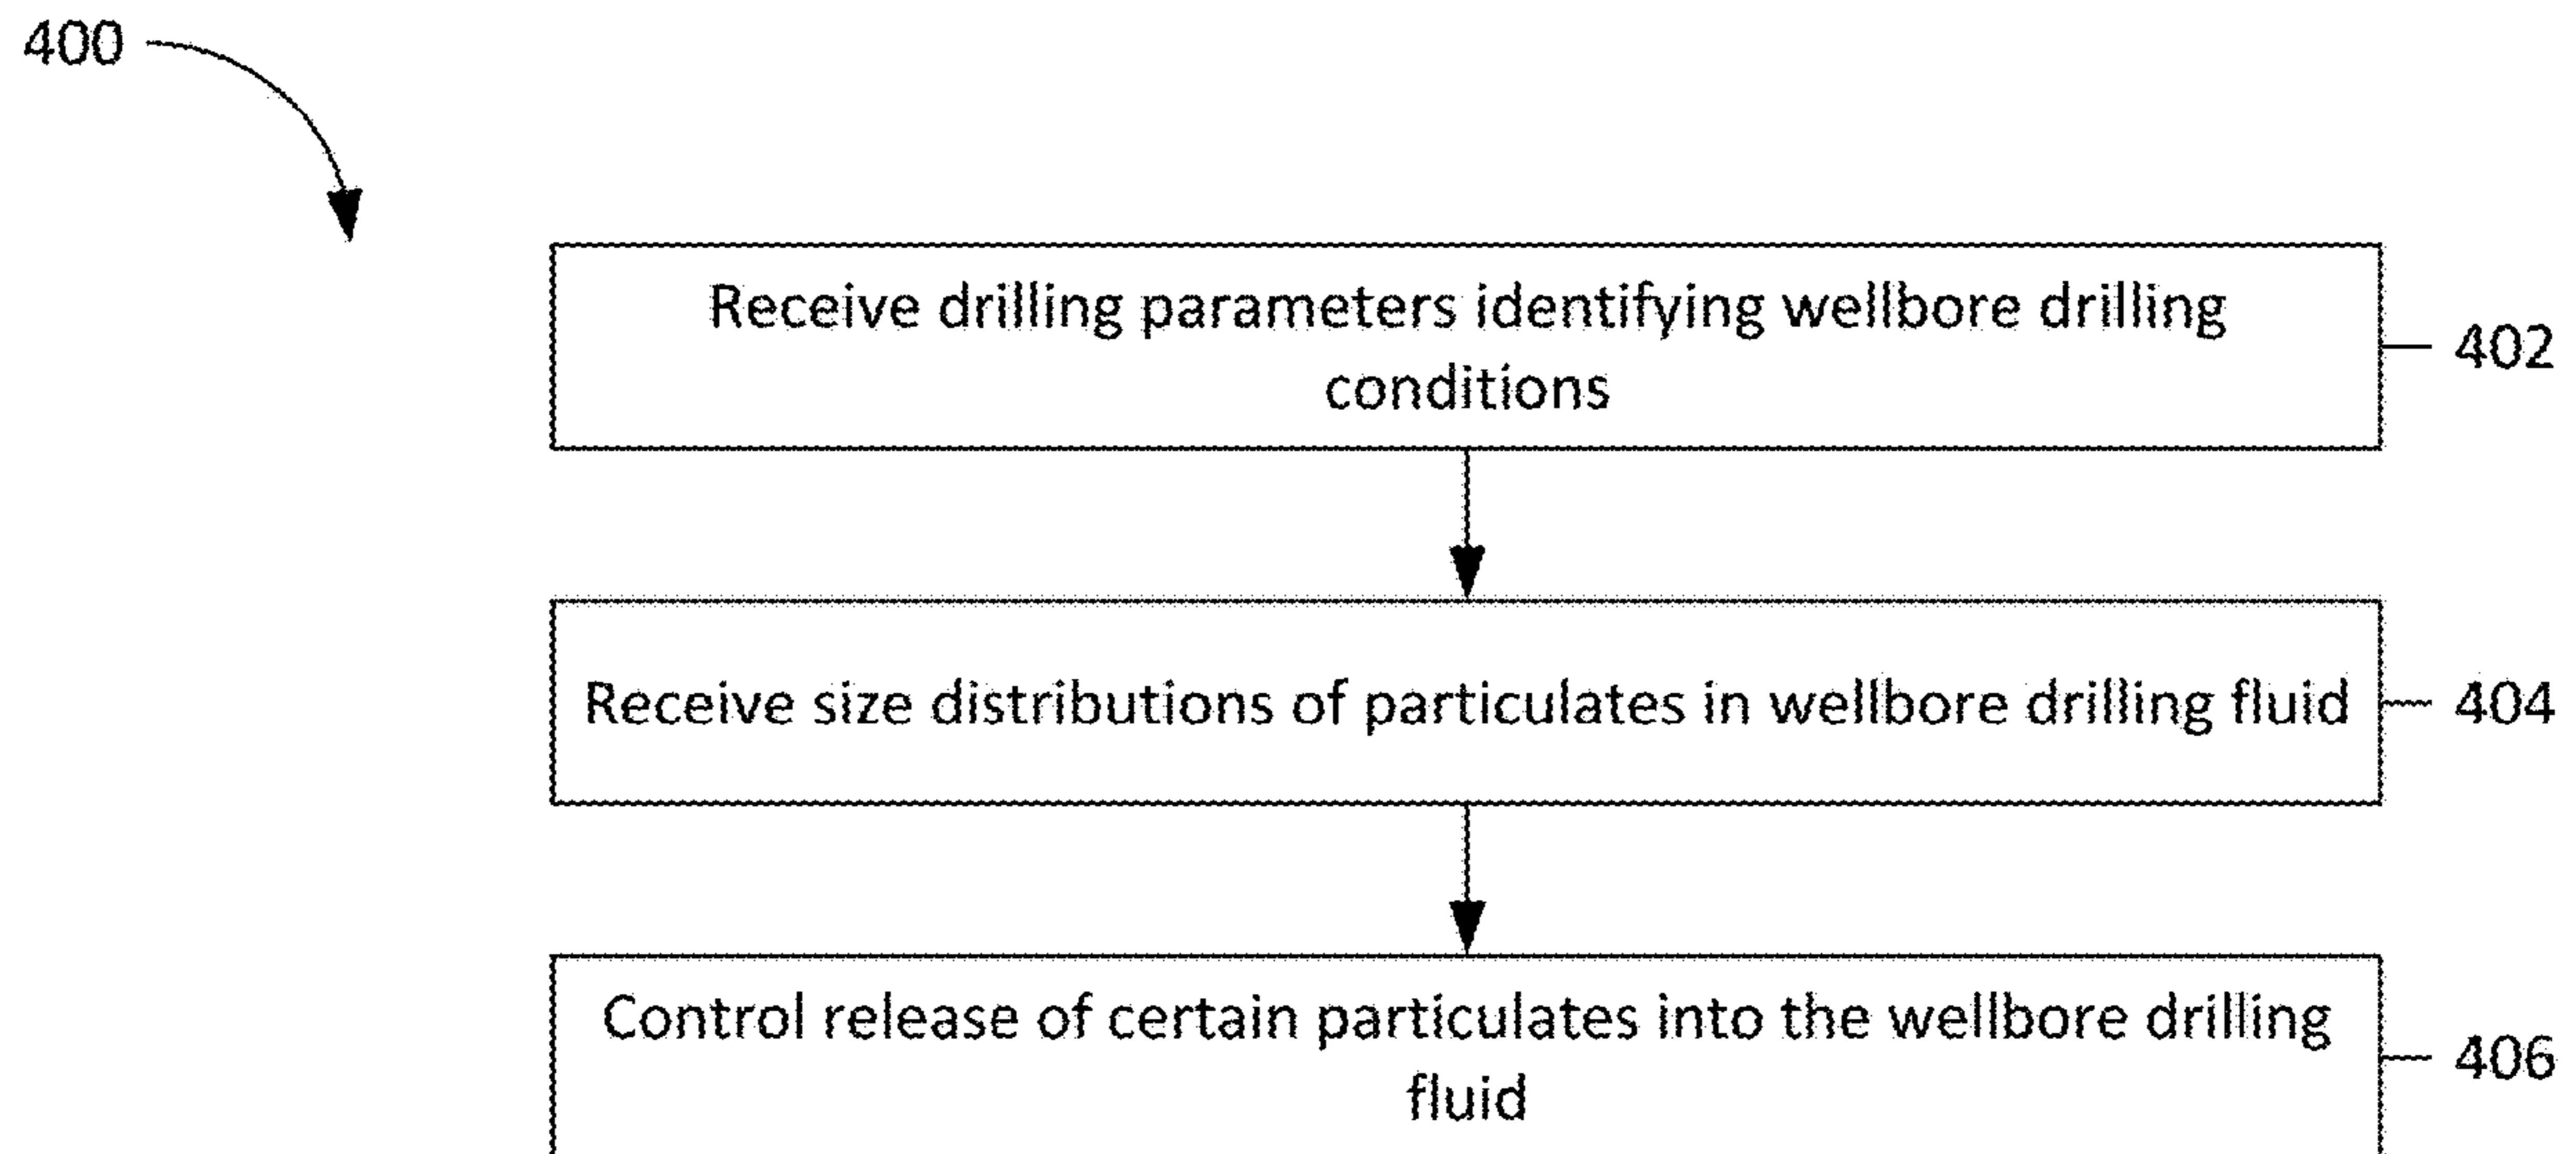 400
Receive drilling parameters identifying wellbore drilling
conditions
402
Receive size distributions of particulates in wellbore drilling fluid
404
Control release of certain particulates into the wellbore drilling
fluid
406